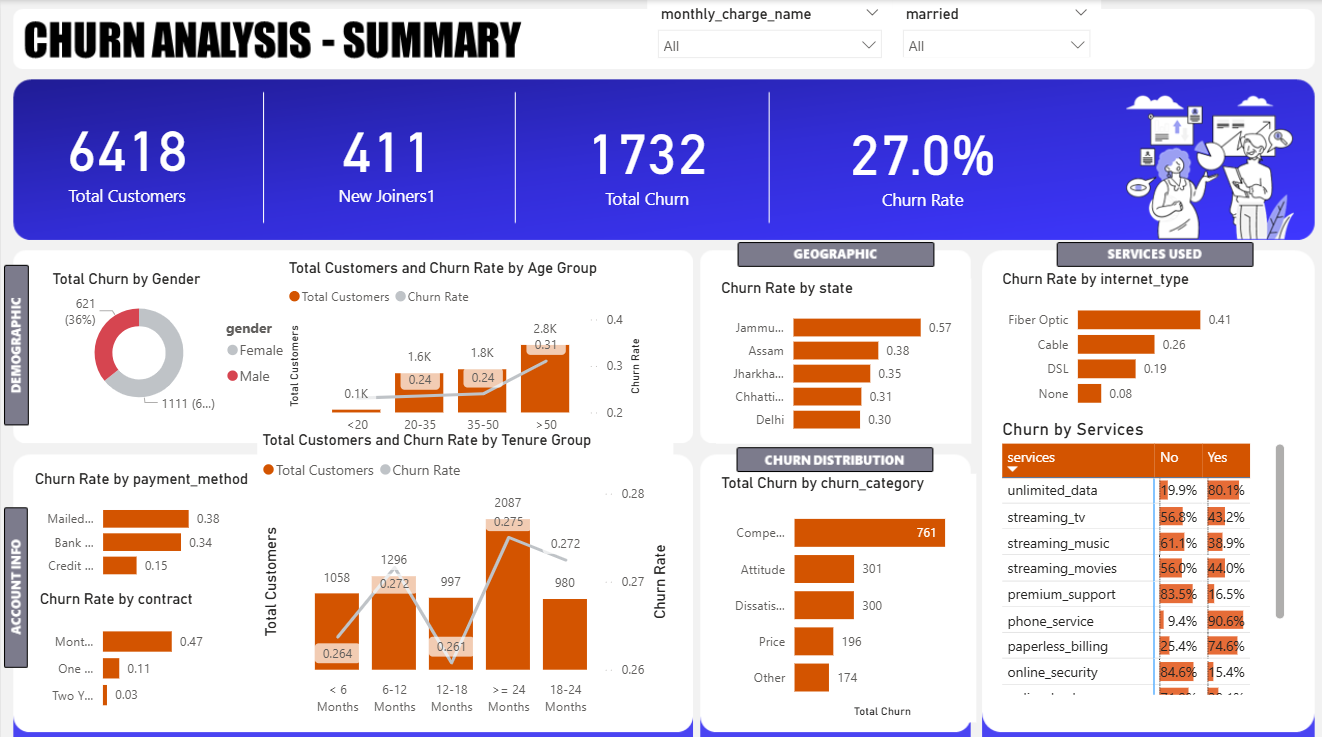 CHURN ANALYSIS - SUMMARY
monthly_charge_name
All
married
All
6418
Total Customers
411
New Joiners1
1732
Total Churn
27.0%
Churn Rate
DEMOGRAPHIC
Total Churn by Gender
621
(36%)
1111 (6...)
gender
Female
Male
Total Customers and Churn Rate by Age Group
Total Customers Churn Rate
Total Customers
0.1K
1.6K
1.8K
2.8K
0.24
0.24
0.31
<20
20-35
35-50
>50
0.4
0.3
0.2
Churn Rate
GEOGRAPHIC
Churn Rate by state
Jammu... 0.57
Assam 0.38
Jharkha... 0.35
Chhatti... 0.31
Delhi 0.30
SERVICES USED
Churn Rate by internet_type
Fiber Optic 0.41
Cable 0.26
DSL 0.19
None 0.08
Churn by Services
services No Yes
unlimited_data 19.9% 80.1%
streaming_tv 56.8% 43.2%
streaming_music 61.1% 38.9%
streaming_movies 56.0% 44.0%
premium_support 83.5% 16.5%
phone_service 9.4% 90.6%
paperless_billing 25.4% 74.6%
online_security 84.6% 15.4%
ACCOUNT INFO
Churn Rate by payment_method
Mailed... 0.38
Bank ... 0.34
Credit ... 0.15
Churn Rate by contract
Mont... 0.47
One ... 0.11
Two Y... 0.03
Total Customers and Churn Rate by Tenure Group
Total Customers Churn Rate
Total Customers
1058
1296
997
2087
980
0.264
0.272
0.261
0.275
0.272
< 6
Months
6-12
Months
12-18
Months
>= 24
Months
18-24
Months
0.28
0.27
0.26
Churn Rate
CHURN DISTRIBUTION
Total Churn by churn_category
Compe... 761
Attitude 301
Dissatis... 300
Price 196
Other 174
Total Churn